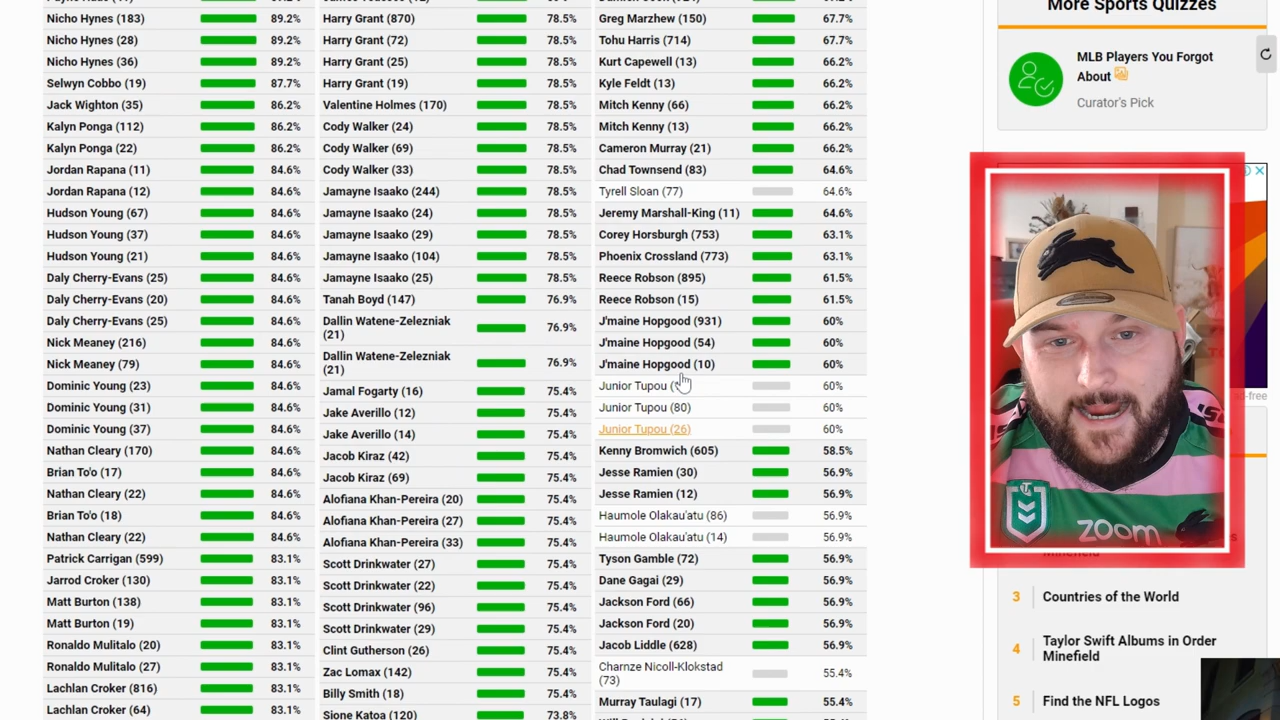 Nicho Hynes (183) 89.2%
Nicho Hynes (28) 89.2%
Nicho Hynes (36) 89.2%
Selwyn Cobbo (19) 87.7%
Jack Wighton (35) 86.2%
Kalyn Ponga (112) 86.2%
Kalyn Ponga (22) 86.2%
Jordan Rapana (11) 84.6%
Jordan Rapana (12) 84.6%
Hudson Young (67) 84.6%
Hudson Young (37) 84.6%
Hudson Young (21) 84.6%
Daly Cherry-Evans (25) 84.6%
Daly Cherry-Evans (20) 84.6%
Daly Cherry-Evans (25) 84.6%
Nick Meaney (216) 84.6%
Nick Meaney (79) 84.6%
Dominic Young (23) 84.6%
Dominic Young (31) 84.6%
Dominic Young (37) 84.6%
Nathan Cleary (170) 84.6%
Brian To'o (17) 84.6%
Nathan Cleary (22) 84.6%
Brian To'o (18) 84.6%
Nathan Cleary (22) 84.6%
Patrick Carrigan (599) 83.1%
Jarrod Croker (130) 83.1%
Matt Burton (138) 83.1%
Matt Burton (19) 83.1%
Ronaldo Mulitalo (20) 83.1%
Ronaldo Mulitalo (27) 83.1%
Lachlan Croker (816) 83.1%
Lachlan Croker (64) 83.1%
Harry Grant (870) 78.5%
Harry Grant (72) 78.5%
Harry Grant (25) 78.5%
Harry Grant (19) 78.5%
Valentine Holmes (170) 78.5%
Cody Walker (24) 78.5%
Cody Walker (69) 78.5%
Cody Walker (33) 78.5%
Jamayne Isaako (244) 78.5%
Jamayne Isaako (24) 78.5%
Jamayne Isaako (29) 78.5%
Jamayne Isaako (104) 78.5%
Jamayne Isaako (25) 78.5%
Tanah Boyd (147) 76.9%
Dallin Watene-Zelezniak
(21) 76.9%
Dallin Watene-Zelezniak
(21) 76.9%
Jamal Fogarty (16) 75.4%
Jake Averillo (12) 75.4%
Jake Averillo (14) 75.4%
Jacob Kiraz (42) 75.4%
Jacob Kiraz (69) 75.4%
Alofiana Khan-Pereira (20) 75.4%
Alofiana Khan-Pereira (27) 75.4%
Alofiana Khan-Pereira (33) 75.4%
Scott Drinkwater (27) 75.4%
Scott Drinkwater (22) 75.4%
Scott Drinkwater (96) 75.4%
Scott Drinkwater (29) 75.4%
Clint Gutherson (26) 75.4%
Zac Lomax (142) 75.4%
Billy Smith (18) 75.4%
Sione Katoa (120) 73.8%
Greg Marzhew (150) 67.7%
Tohu Harris (714) 67.7%
Kurt Capewell (13) 66.2%
Kyle Feldt (13) 66.2%
Mitch Kenny (66) 66.2%
Mitch Kenny (13) 66.2%
Cameron Murray (21) 66.2%
Chad Townsend (83) 64.6%
Tyrell Sloan (77) 64.6%
Jeremy Marshall-King (11) 64.6%
Corey Horsburgh (753) 63.1%
Phoenix Crossland (773) 63.1%
Reece Robson (895) 61.5%
Reece Robson (15) 61.5%
J'maine Hopgood (931) 60%
J'maine Hopgood (54) 60%
J'maine Hopgood (10) 60%
Junior Tupou 60%
Junior Tupou (80) 60%
Junior Tupou (26) 60%
Kenny Bromwich (605) 58.5%
Jesse Ramien (30) 56.9%
Jesse Ramien (12) 56.9%
Haumole Olakau'atu (86) 56.9%
Haumole Olakau'atu (14) 56.9%
Tyson Gamble (72) 56.9%
Dane Gagai (29) 56.9%
Jackson Ford (66) 56.9%
Jackson Ford (20) 56.9%
Jacob Liddle (628) 56.9%
Charnze Nicoll-Klokstad
(73) 55.4%
Murray Taulagi (17) 55.4%
More Sports Quizzes
MLB Players You Forgot
About
Curator's Pick
ad-free
NRL
zoom
Minefield
3 Countries of the World
4 Taylor Swift Albums in Order
Minefield
5 Find the NFL Logos